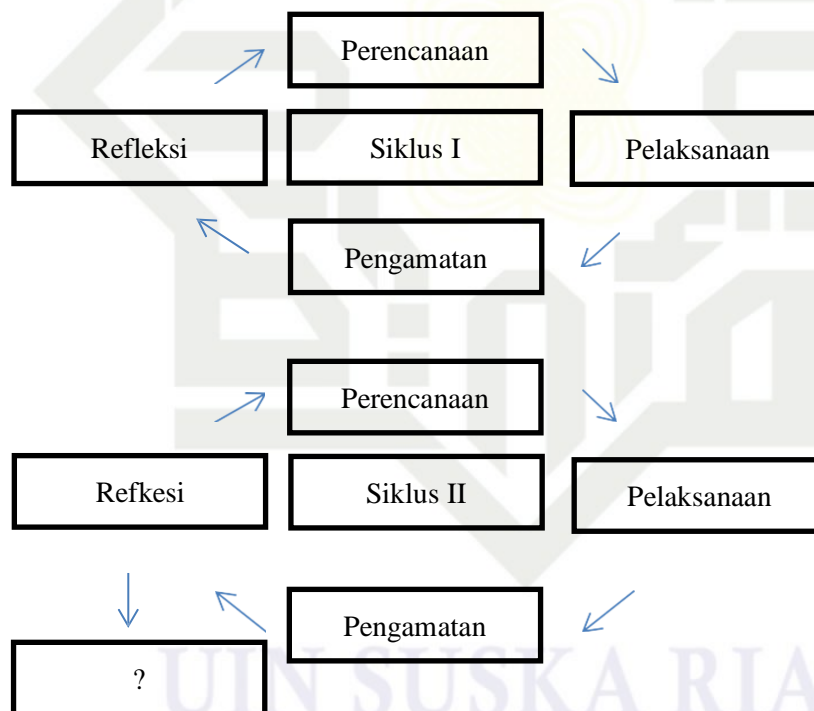 Perencanaan
Refleksi
Siklus I
Pelaksanaan
Pengamatan
Perencanaan
Refkesi
Siklus II
Pelaksanaan
Pengamatan
?
UIN SUSKA RIA